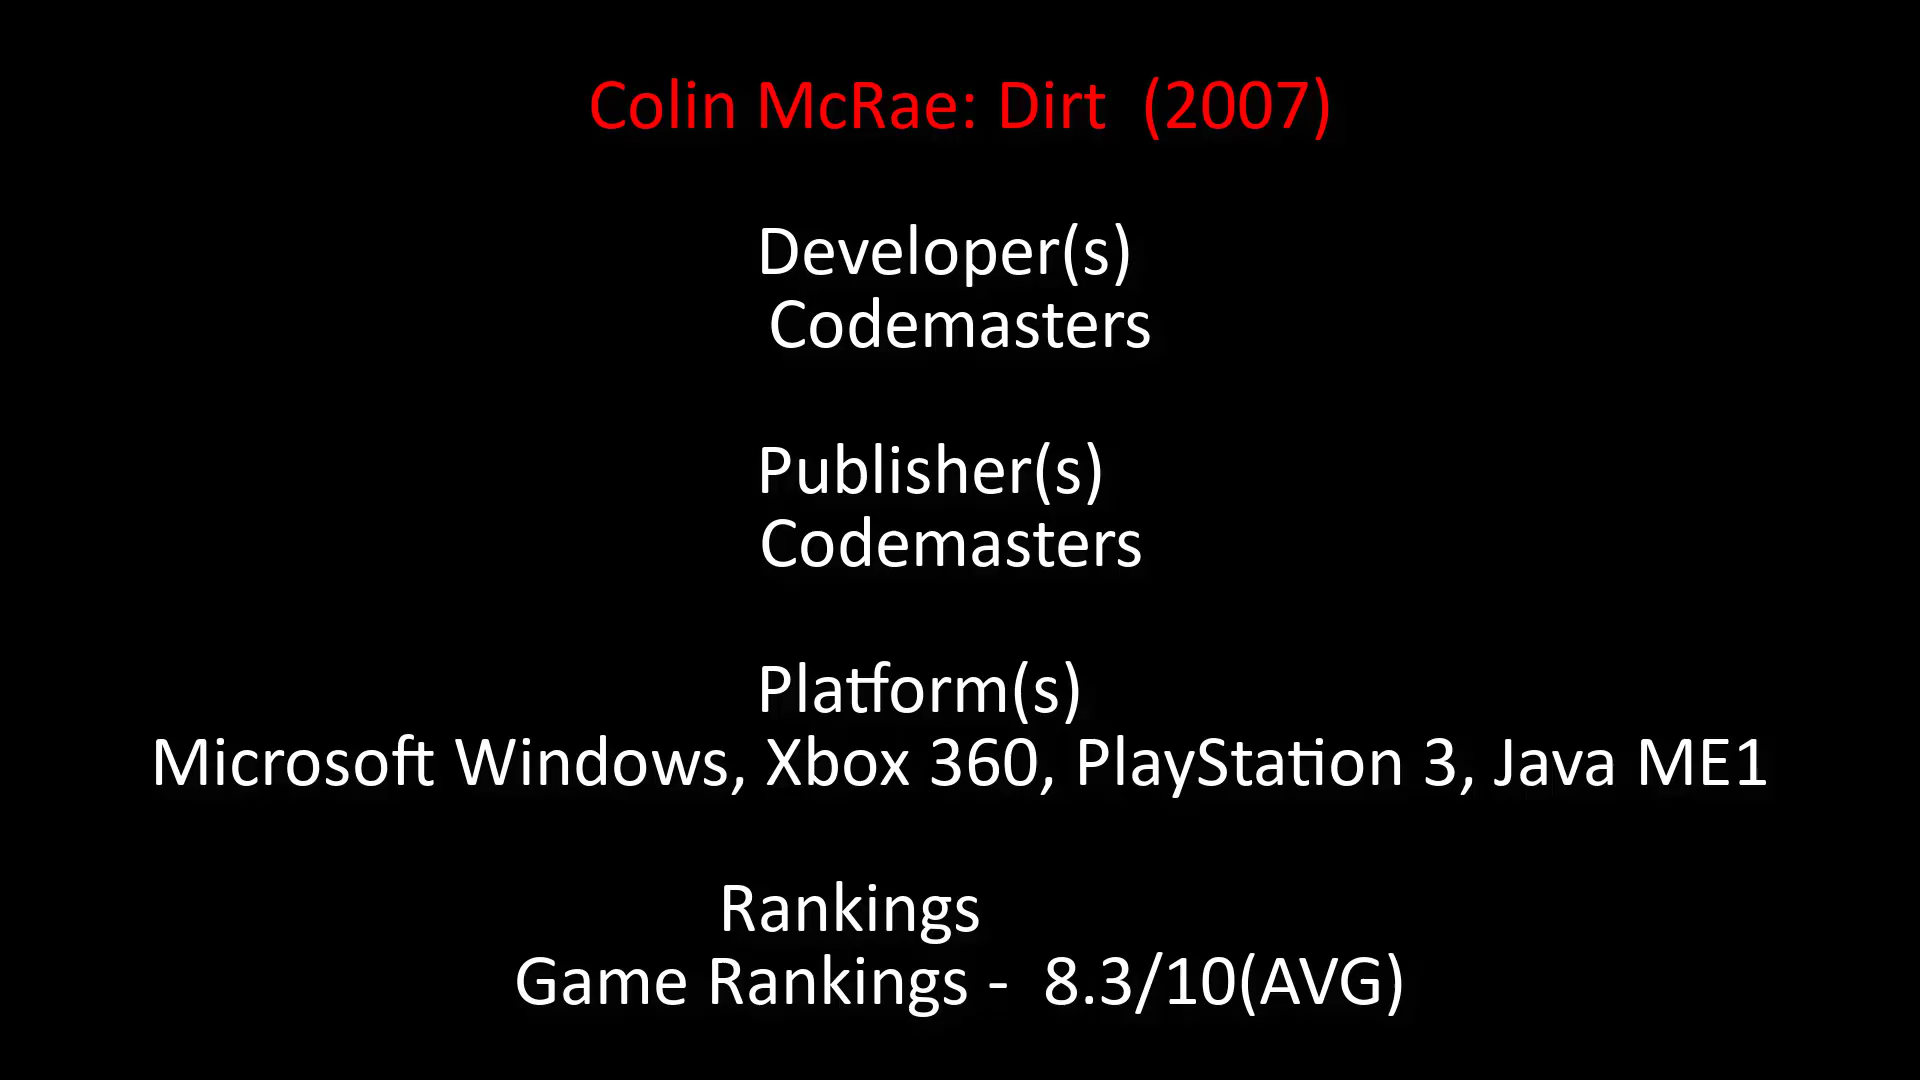 Colin McRae: Dirt  (2007)
Developer(s)
Codemasters
Publisher(s)
Codemasters
Platform(s)
Microsoft Windows, Xbox 360, PlayStation 3, Java ME1
Rankings
Game Rankings -  8.3/10(AVG)